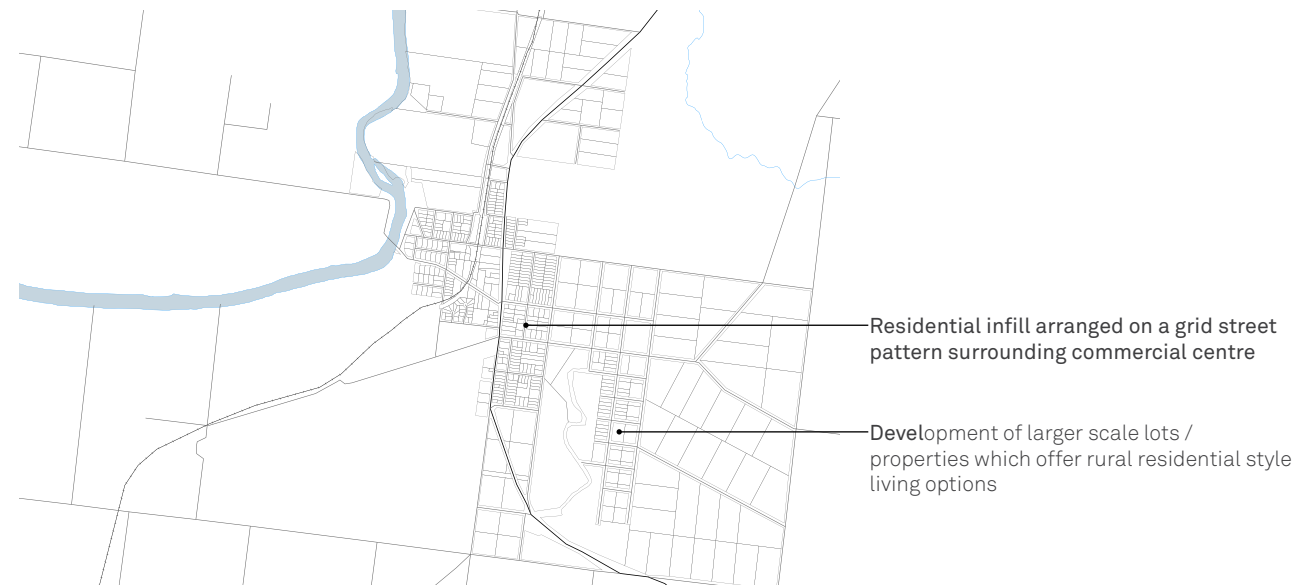 Residential infill arranged on a grid street
pattern surrounding commercial centre
Development of larger scale lots /
properties which offer rural residential style
living options